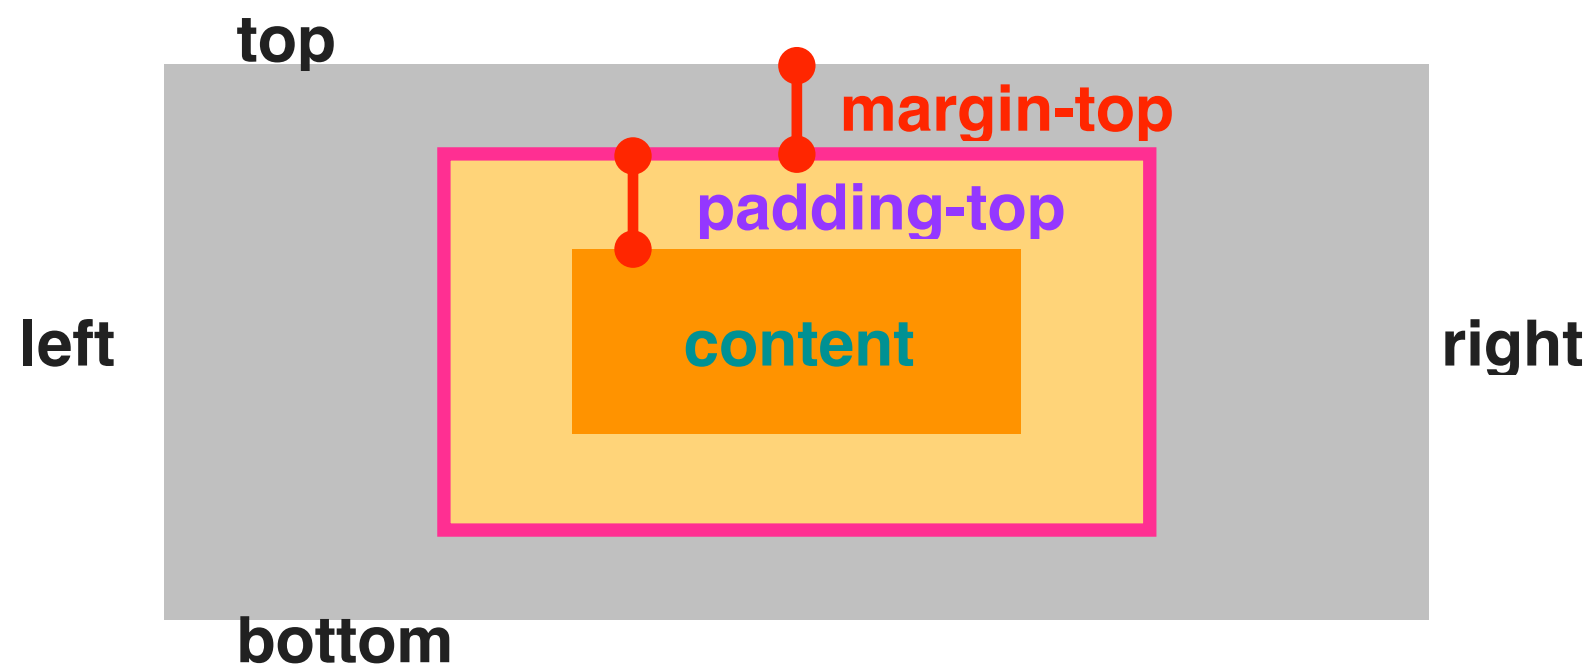 top
margin-top
padding-top
left
content
right
bottom